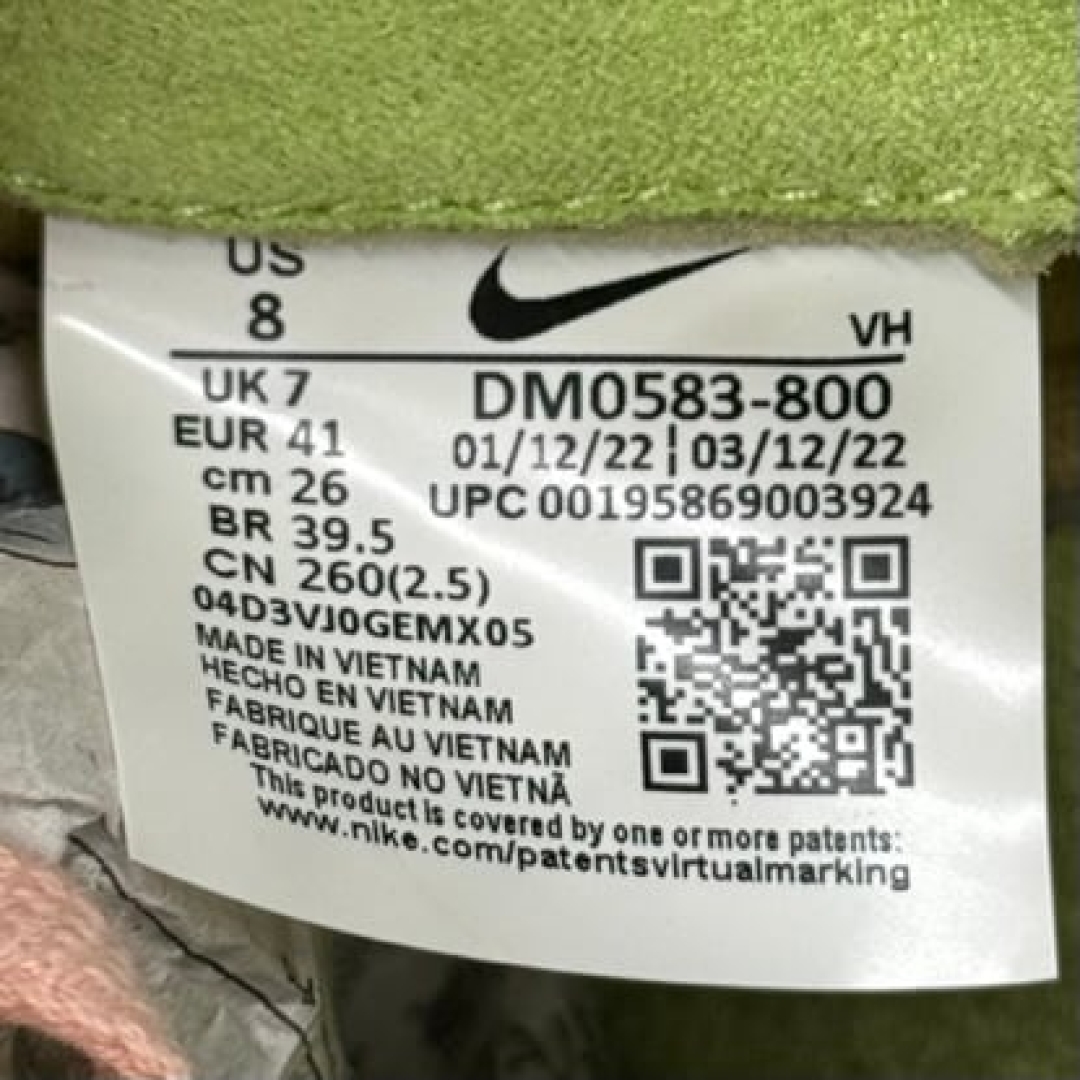 US
8
VH
UK 7
EUR 41
cm 26
BR 39.5
CN 260(2.5)
DM0583-800
01/12/22 ¦ 03/12/22
UPC 00195869003924
04D3VJ0GEMX05
MADE IN VIETNAM
HECHO EN VIETNAM
FABRIQUE AU VIETNAM
FABRICADO NO VIETNÃ
This product is covered by one or more patents:
www.nike.com/patentsvirtualmarking